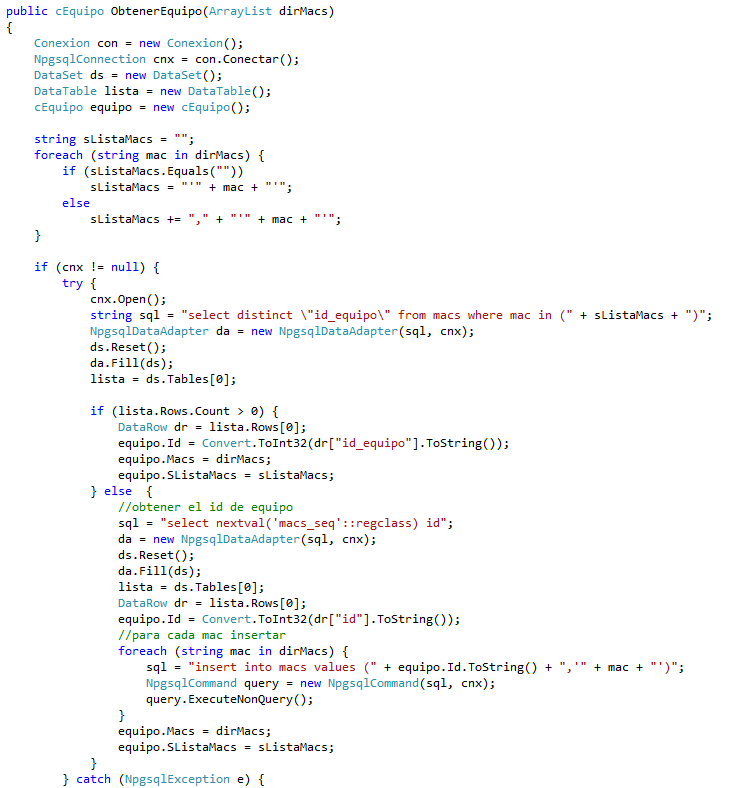 public cEquipo ObtenerEquipo(ArrayList dirMacs)
{
    Conexion con = new Conexion();
    NpgsqlConnection cnx = con.Conectar();
    DataSet ds = new DataSet();
    DataTable lista = new DataTable();
    cEquipo equipo = new cEquipo();

    string sListaMacs = "";
    foreach (string mac in dirMacs) {
        if (sListaMacs.Equals(""))
            sListaMacs = "'" + mac + "'";
        else
            sListaMacs += "," + "'" + mac + "'";
    }

    if (cnx != null) {
        try {
            cnx.Open();
            string sql = "select distinct \"id_equipo\" from macs where mac in (" + sListaMacs + ")";
            NpgsqlDataAdapter da = new NpgsqlDataAdapter(sql, cnx);
            ds.Reset();
            da.Fill(ds);
            lista = ds.Tables[0];

            if (lista.Rows.Count > 0) {
                DataRow dr = lista.Rows[0];
                equipo.Id = Convert.ToInt32(dr["id_equipo"].ToString());
                equipo.Macs = dirMacs;
                equipo.SListaMacs = sListaMacs;
            } else  {
                //obtener el id de equipo
                sql = "select nextval('macs_seq'::regclass) id";
                da = new NpgsqlDataAdapter(sql, cnx);
                ds.Reset();
                da.Fill(ds);
                lista = ds.Tables[0];
                DataRow dr = lista.Rows[0];
                equipo.Id = Convert.ToInt32(dr["id"].ToString());
                //para cada mac insertar
                foreach (string mac in dirMacs) {
                    sql = "insert into macs values (" + equipo.Id.ToString() + ",'" + mac + "')";
                    NpgsqlCommand query = new NpgsqlCommand(sql, cnx);
                    query.ExecuteNonQuery();
                }
                equipo.Macs = dirMacs;
                equipo.SListaMacs = sListaMacs;
            }
        } catch (NpgsqlException e) {